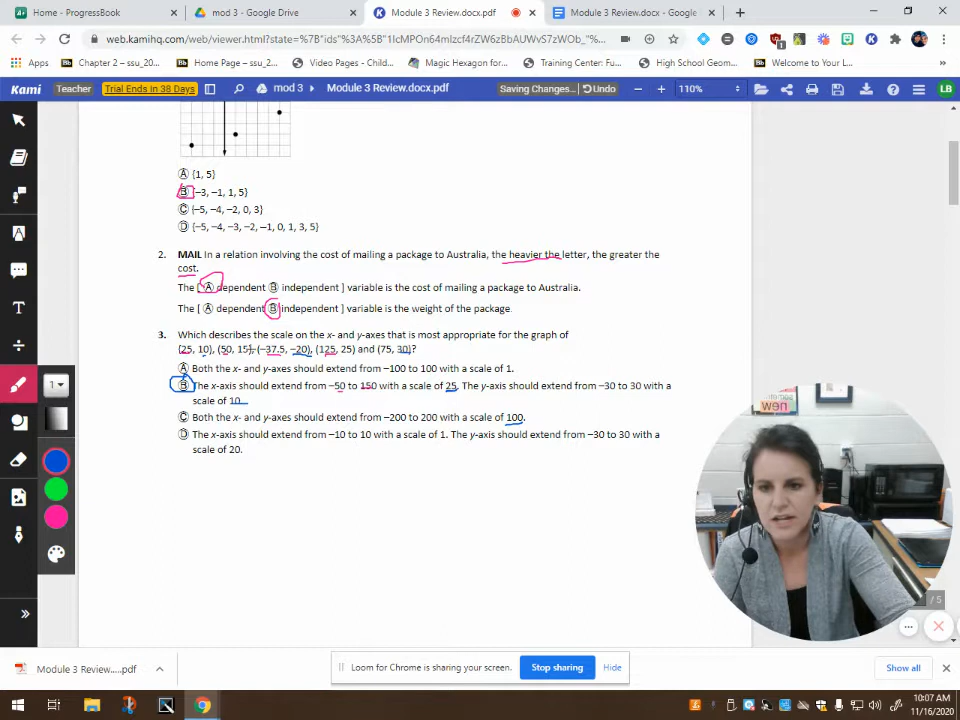 Home - ProgressBook
mod 3 - Google Drive
Module 3 Review.docx.pdf
Module 3 Review.docx - Google
web.kamihq.com/web/viewer.html?state=%7B"ids"%3A%5B"1lcMPOn64mlzcf4rZW6zBbAUWvS7zWOb_"%...
Apps
Chapter 2 – ssu_20...
Home Page – ssu_2...
Video Pages - Child...
Magic Hexagon for...
Training Center: Fu...
High School Geom...
Welcome to Your L...
Kami
Teacher
Trial Ends in 38 Days
mod 3
Module 3 Review.docx.pdf
Saving Changes...
Undo
110%
LB
A {1, 5}
B {–3, –1, 1, 5}
C {–5, –4, –2, 0, 3}
D {–5, –4, –3, –2, –1, 0, 1, 3, 5}
2. MAIL In a relation involving the cost of mailing a package to Australia, the heavier the letter, the greater the
cost.
The [ A dependent B independent ] variable is the cost of mailing a package to Australia.
The [ A dependent B independent ] variable is the weight of the package.
3. Which describes the scale on the x- and y-axes that is most appropriate for the graph of
(25, 10), (50, 15), (–37.5, –20), (125, 25) and (75, 30)?
A Both the x- and y-axes should extend from –100 to 100 with a scale of 1.
B The x-axis should extend from –50 to 150 with a scale of 25. The y-axis should extend from –30 to 30 with a
scale of 10.
C Both the x- and y-axes should extend from –200 to 200 with a scale of 100.
D The x-axis should extend from –10 to 10 with a scale of 1. The y-axis should extend from –30 to 30 with a
scale of 20.
new
T
1
/ 5
Module 3 Review.....pdf
Loom for Chrome is sharing your screen.
Stop sharing
Hide
Show all
10:07 AM
11/16/2020